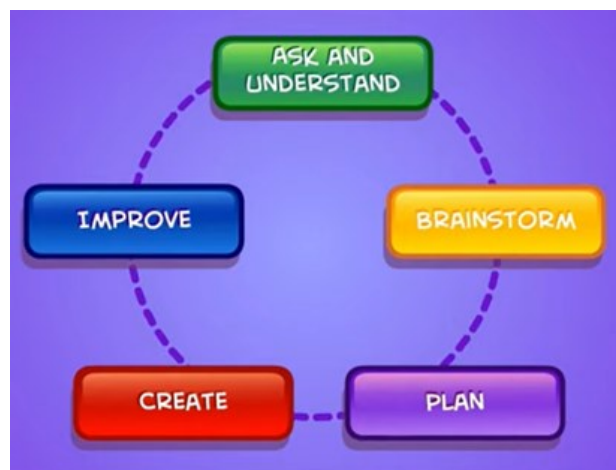 ASK AND
UNDERSTAND
BRAINSTORM
PLAN
CREATE
IMPROVE